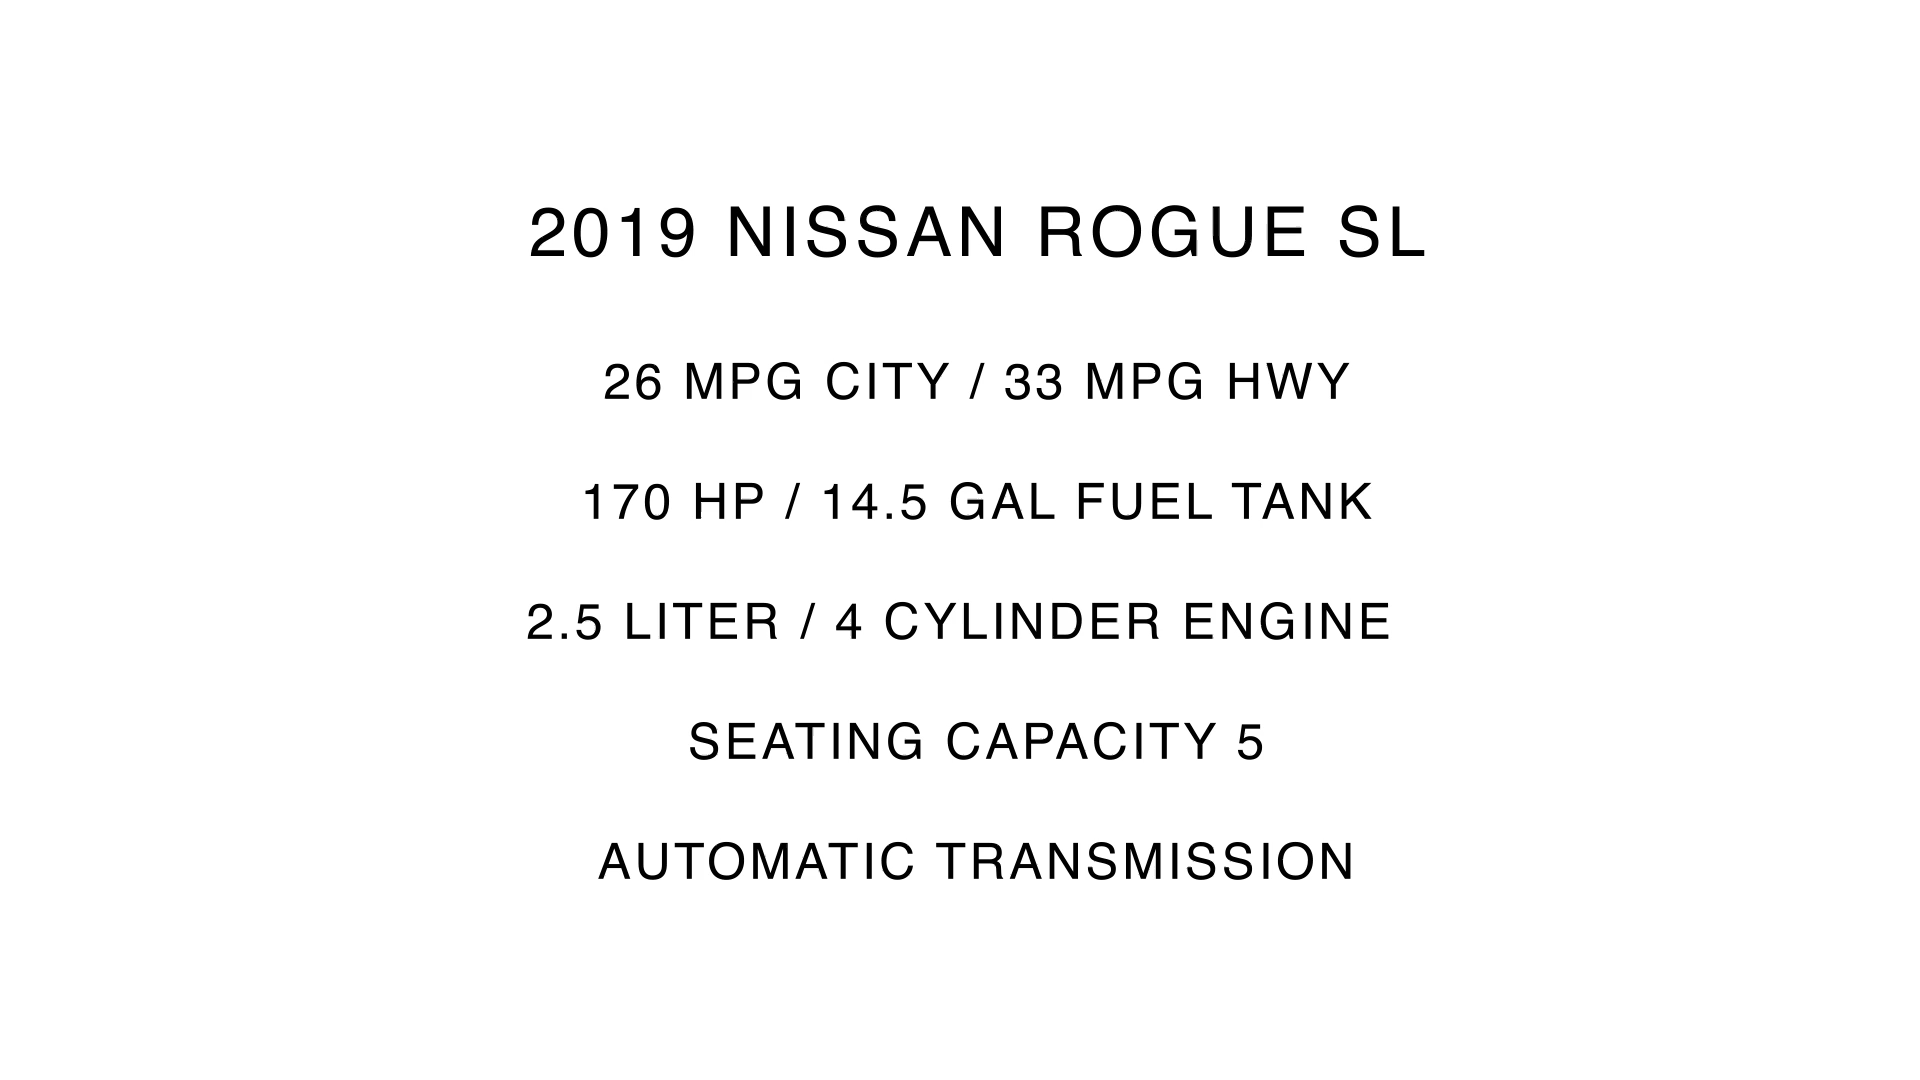 2019 NISSAN ROGUE SL
26 MPG CITY / 33 MPG HWY
170 HP / 14.5 GAL FUEL TANK
2.5 LITER / 4 CYLINDER ENGINE
SEATING CAPACITY 5
AUTOMATIC TRANSMISSION